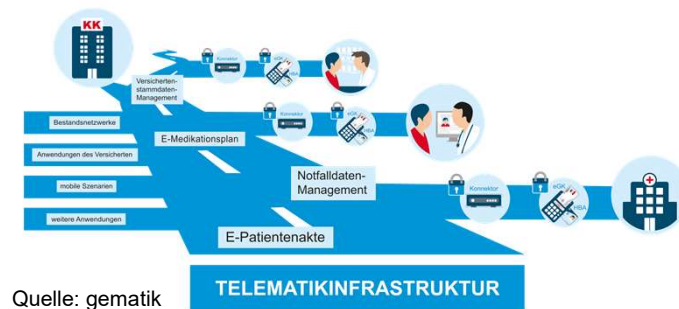 KK
Versicherten-
stammdaten-
Management
Konnektor
eGK
HBA
Bestandsnetzwerke
E-Medikationsplan
Konnektor
eGK
HBA
Anwendungen des Versicherten
Notfalldaten-
Management
mobile Szenarien
Konnektor
eGK
HBA
weitere Anwendungen
E-Patientenakte
TELEMATIKINFRASTRUKTUR
Quelle: gematik